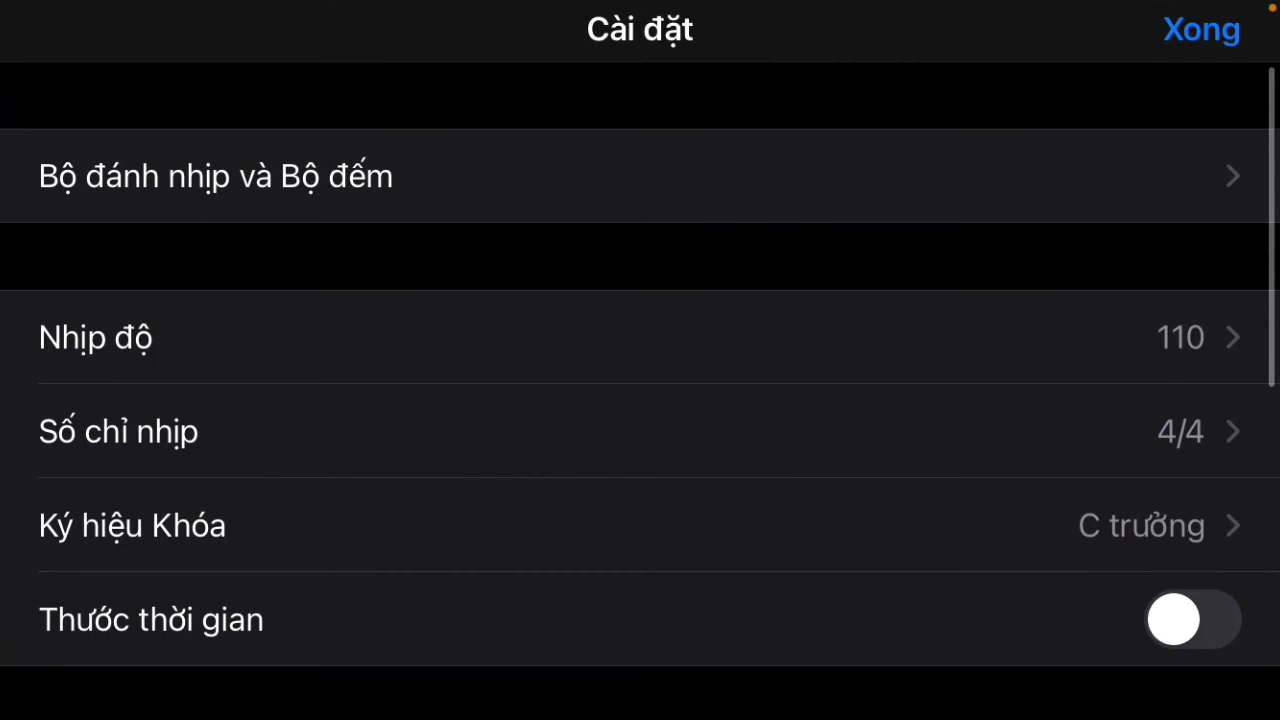 Cài đặt
Xong
Bộ đánh nhịp và Bộ đếm
Nhịp độ 110
Số chỉ nhịp 4/4
Ký hiệu Khóa C trưởng
Thước thời gian